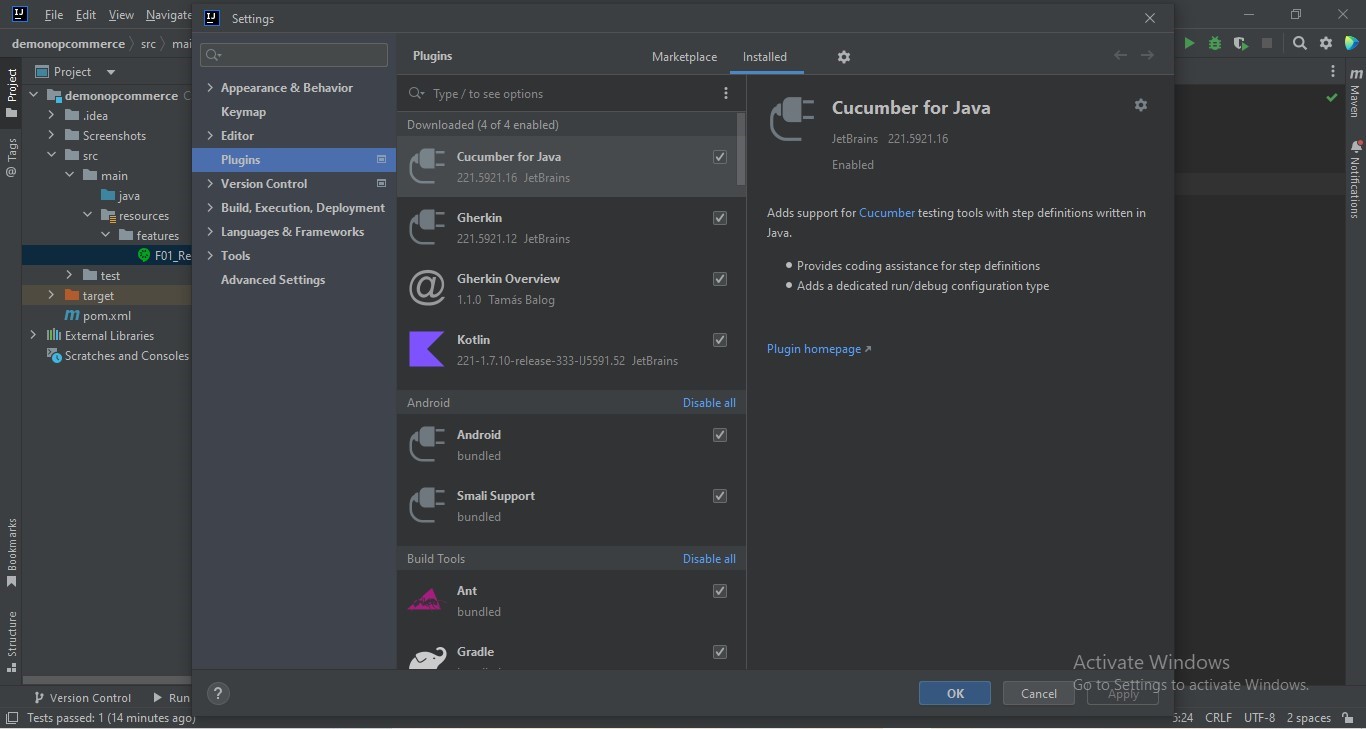 File Edit View Navigate
Settings
demonopcommerce src mai
Project
demonopcommerce C
.idea
Screenshots
src
main
java
resources
features
F01_Re
test
target
pom.xml
External Libraries
Scratches and Consoles
Project
Tags
Bookmarks
Structure
Appearance & Behavior
Keymap
Editor
Plugins
Version Control
Build, Execution, Deployment
Languages & Frameworks
Tools
Advanced Settings
Plugins Marketplace Installed
Type / to see options
Downloaded (4 of 4 enabled)
Cucumber for Java
221.5921.16 JetBrains
Gherkin
221.5921.12 JetBrains
Gherkin Overview
1.1.0 Tamás Balog
Kotlin
221-1.7.10-release-333-IJ5591.52 JetBrains
Android Disable all
Android
bundled
Smali Support
bundled
Build Tools Disable all
Ant
bundled
Gradle
Cucumber for Java
JetBrains 221.5921.16
Enabled
Adds support for Cucumber testing tools with step definitions written in
Java.
Provides coding assistance for step definitions
Adds a dedicated run/debug configuration type
Plugin homepage ↗
Maven
Notifications
Activate Windows
Go to Settings to activate Windows.
?
OK Cancel Apply
Version Control Run
Tests passed: 1 (14 minutes ago)
5:24 CRLF UTF-8 2 spaces